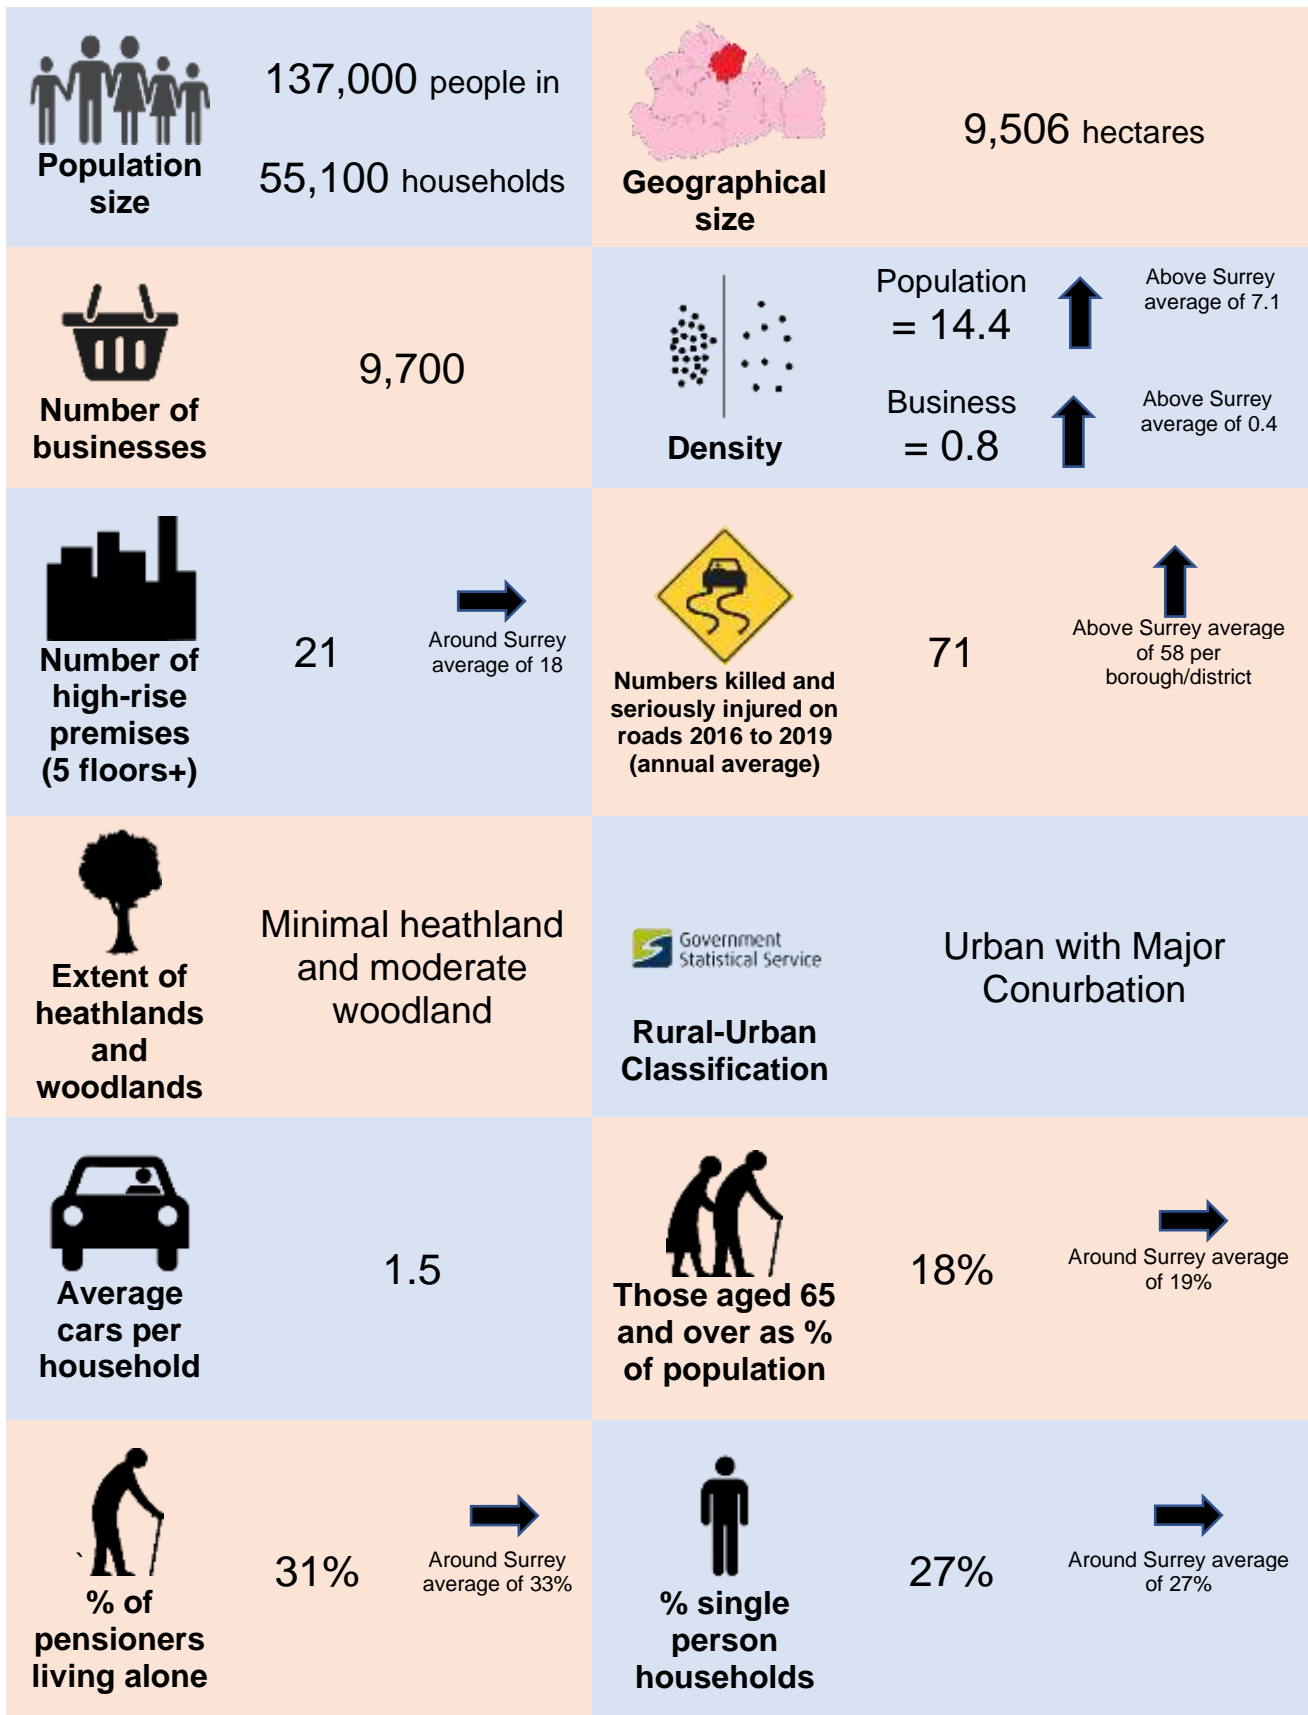 137,000 people in
55,100 households
Population
size
9,506 hectares
Geographical
size
9,700
Number of
businesses
Population
= 14.4
Above Surrey
average of 7.1
Business
= 0.8
Above Surrey
average of 0.4
Density
21
Around Surrey
average of 18
Number of
high-rise
premises
(5 floors+)
71
Above Surrey average
of 58 per
borough/district
Numbers killed and
seriously injured on
roads 2016 to 2019
(annual average)
Minimal heathland
and moderate
woodland
Extent of
heathlands
and
woodlands
Government
Statistical Service
Urban with Major
Conurbation
Rural-Urban
Classification
1.5
Average
cars per
household
18%
Around Surrey average
of 19%
Those aged 65
and over as %
of population
`
31%
Around Surrey
average of 33%
% of
pensioners
living alone
27%
Around Surrey average
of 27%
% single
person
households